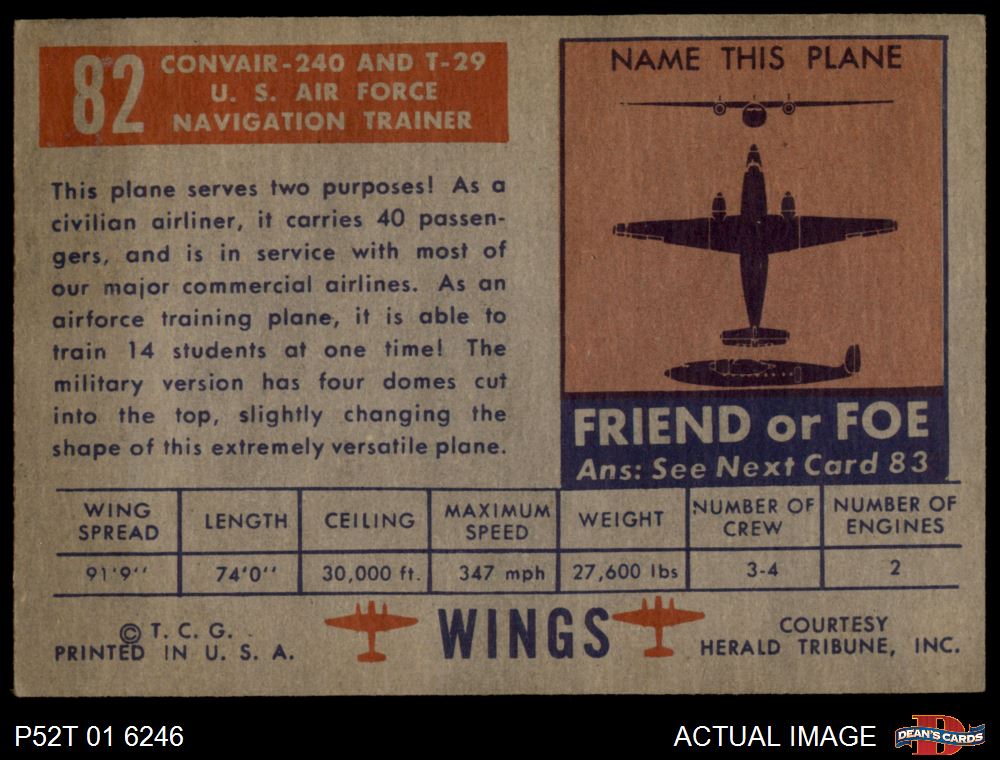 82
CONVAIR-240 AND T-29
U. S. AIR FORCE
NAVIGATION TRAINER
This plane serves two purposes! As a
civilian airliner, it carries 40 passen-
gers, and is in service with most of
our major commercial airlines. As an
airforce training plane, it is able to
train 14 students at one time! The
military version has four domes cut
into the top, slightly changing the
shape of this extremely versatile plane.
NAME THIS PLANE
FRIEND or FOE
Ans: See Next Card 83
WING SPREAD LENGTH CEILING MAXIMUM SPEED WEIGHT NUMBER OF CREW NUMBER OF ENGINES
91'9'' 74'0'' 30,000 ft. 347 mph 27,600 lbs 3-4 2
© T. C. G.
PRINTED IN U. S. A.
WINGS
COURTESY
HERALD TRIBUNE, INC.
P52T 01 6246
ACTUAL IMAGE
D
DEAN'S CARDS